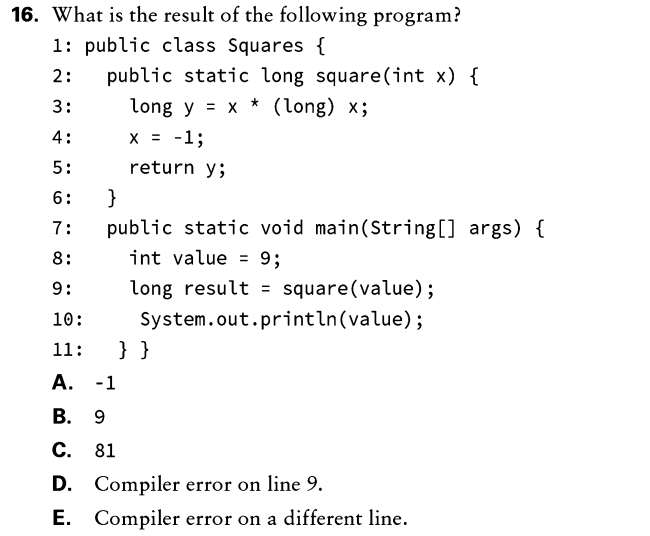 16. What is the result of the following program?
1: public class Squares {
2:   public static long square(int x) {
3:     long y = x * (long) x;
4:     x = -1;
5:     return y;
6:   }
7:   public static void main(String[] args) {
8:     int value = 9;
9:     long result = square(value);
10:     System.out.println(value);
11:   } }
A. -1
B. 9
C. 81
D. Compiler error on line 9.
E. Compiler error on a different line.